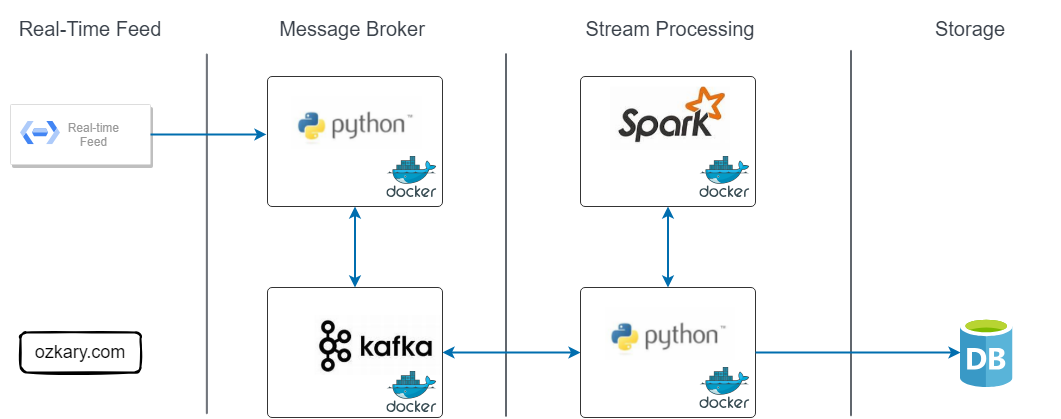 Real-Time Feed
Message Broker
Stream Processing
Storage
Real-time
Feed
python™
docker
Spark
docker
ozkary.com
kafka
docker
python™
docker
DB